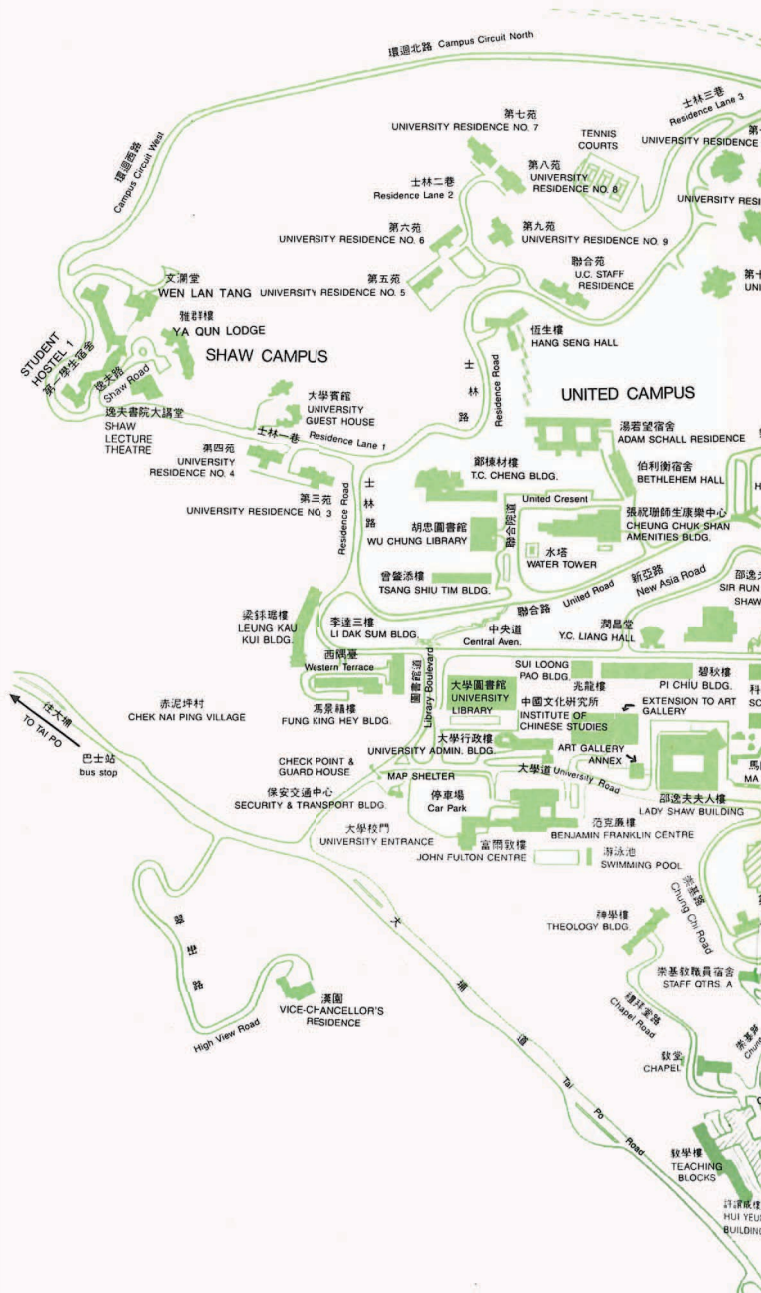 環迴北路 Campus Circuit North
士林三巷
Residence Lane 3
第七苑
UNIVERSITY RESIDENCE NO. 7
TENNIS
COURTS
UNIVERSITY RESIDENCE
環迴西路
Campus Circuit West
第八苑
UNIVERSITY
RESIDENCE NO. 8
士林二巷
Residence Lane 2
第六苑
UNIVERSITY RESIDENCE NO. 6
第九苑
UNIVERSITY RESIDENCE NO. 9
聯合苑
U.C. STAFF
RESIDENCE
文瀾堂
WEN LAN TANG
第五苑
UNIVERSITY RESIDENCE NO. 5
雅群樓
YA QUN LODGE
恆生樓
HANG SENG HALL
STUDENT
HOSTEL 1
第一學生宿舍
逸夫路
Shaw Road
SHAW CAMPUS
士林路
Residence Road
UNITED CAMPUS
逸夫書院大講堂
SHAW
LECTURE
THEATRE
大學賓館
UNIVERSITY
GUEST HOUSE
士林一巷 Residence Lane 1
湯若望宿舍
ADAM SCHALL RESIDENCE
第四苑
UNIVERSITY
RESIDENCE NO. 4
鄭棟材樓
T.C. CHENG BLDG.
伯利衡宿舍
BETHLEHEM HALL
第三苑
UNIVERSITY RESIDENCE NO. 3
士林路
Residence Road
United Cresent
聯合院道
胡忠圖書館
WU CHUNG LIBRARY
張祝珊師生康樂中心
CHEUNG CHUK SHAN
AMENITIES BLDG.
水塔
WATER TOWER
曾肇添樓
TSANG SHIU TIM BLDG.
聯合路 United Road
新亞路
New Asia Road
SIR RUN
SHAW
梁銶琚樓
LEUNG KAU
KUI BLDG.
李達三樓
LI DAK SUM BLDG.
中央道
Central Aven.
潤昌堂
Y.C. LIANG HALL
西隅臺
Western Terrace
圖書館道
Library Boulevard
大學圖書館
UNIVERSITY
LIBRARY
SUI LOONG
PAO BLDG.
兆龍樓
碧秋樓
PI CHIU BLDG.
往大埔
TO TAI PO
赤泥坪村
CHEK NAI PING VILLAGE
馬景禧樓
FUNG KING HEY BLDG.
中國文化研究所
INSTITUTE OF
CHINESE STUDIES
EXTENSION TO ART
GALLERY
巴士站
bus stop
大學行政樓
UNIVERSITY ADMIN. BLDG.
ART GALLERY
ANNEX
CHECK POINT &
GUARD HOUSE
MAP SHELTER
大學道 University Road
保安交通中心
SECURITY & TRANSPORT BLDG.
停車場
Car Park
邵逸夫夫人樓
LADY SHAW BUILDING
大學校門
UNIVERSITY ENTRANCE
富爾敦樓
JOHN FULTON CENTRE
范克廉樓
BENJAMIN FRANKLIN CENTRE
游泳池
SWIMMING POOL
崇基路
Chung Chi Road
神學樓
THEOLOGY BLDG.
崇基教職員宿舍
STAFF QTRS. A
漢園
VICE-CHANCELLOR'S
RESIDENCE
High View Road
禮拜堂路
Chapel Road
教堂
CHAPEL
大埔道
Tai Po Road
教學樓
TEACHING
BLOCKS